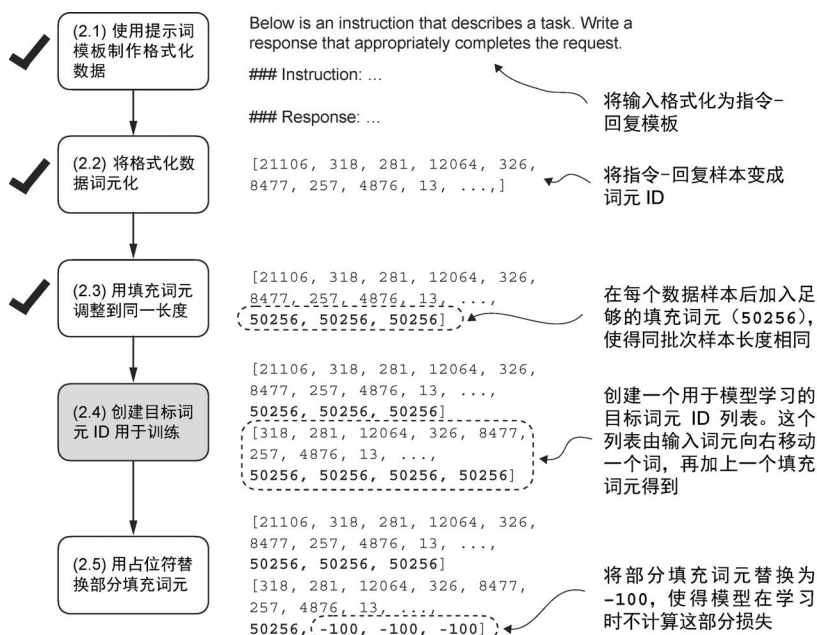 (2.1) 使用提示词
模板制作格式化
数据
Below is an instruction that describes a task. Write a
response that appropriately completes the request.
### Instruction: …
### Response: …
将输入格式化为指令-
回复模板
(2.2) 将格式化数
据词元化
[21106, 318, 281, 12064, 326,
8477, 257, 4876, 13, ...,]
将指令-回复样本变成
词元 ID
(2.3) 用填充词元
调整到同一长度
[21106, 318, 281, 12064, 326,
8477, 257, 4876, 13, ...,
50256, 50256, 50256]
在每个数据样本后加入足
够的填充词元（50256），
使得同批次样本长度相同
(2.4) 创建目标词
元 ID 用于训练
[21106, 318, 281, 12064, 326,
8477, 257, 4876, 13, ...,
50256, 50256, 50256]
[318, 281, 12064, 326, 8477,
257, 4876, 13, ...,
50256, 50256, 50256, 50256]
创建一个用于模型学习的
目标词元 ID 列表。这个
列表由输入词元向右移动
一个词，再加上一个填充
词元得到
(2.5) 用占位符替
换部分填充词元
[21106, 318, 281, 12064, 326,
8477, 257, 4876, 13, ...,
50256, 50256, 50256]
[318, 281, 12064, 326, 8477,
257, 4876, 13, ...,
50256, -100, -100, -100]
将部分填充词元替换为
-100，使得模型在学习
时不计算这部分损失